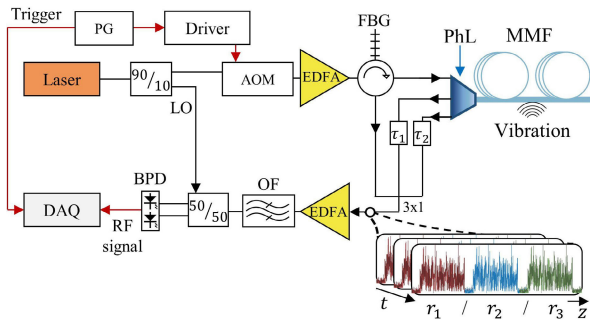 Trigger
PG
Driver
FBG
PhL
MMF
Laser
90/10
AOM
EDFA
LO
τ₁
τ₂
Vibration
3x1
DAQ
RF
signal
BPD
50/50
OF
EDFA
t
r₁ / r₂ / r₃
z